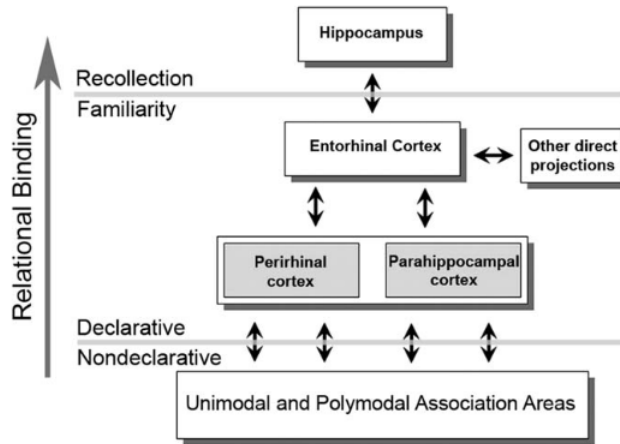 Hippocampus
Recollection
Familiarity
Entorhinal Cortex
Other direct
projections
Relational Binding
Perirhinal
cortex
Parahippocampal
cortex
Declarative
Nondeclarative
Unimodal and Polymodal Association Areas